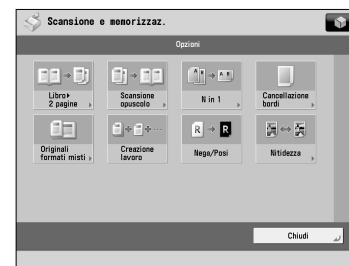 Scansione e memorizzaz.
Opzioni
Libro▸
2 pagine
Scansione
opuscolo
N in 1
Cancellazione
bordi
Originali
formati misti
Creazione
lavoro
Nega/Posi
Nitidezza
Chiudi